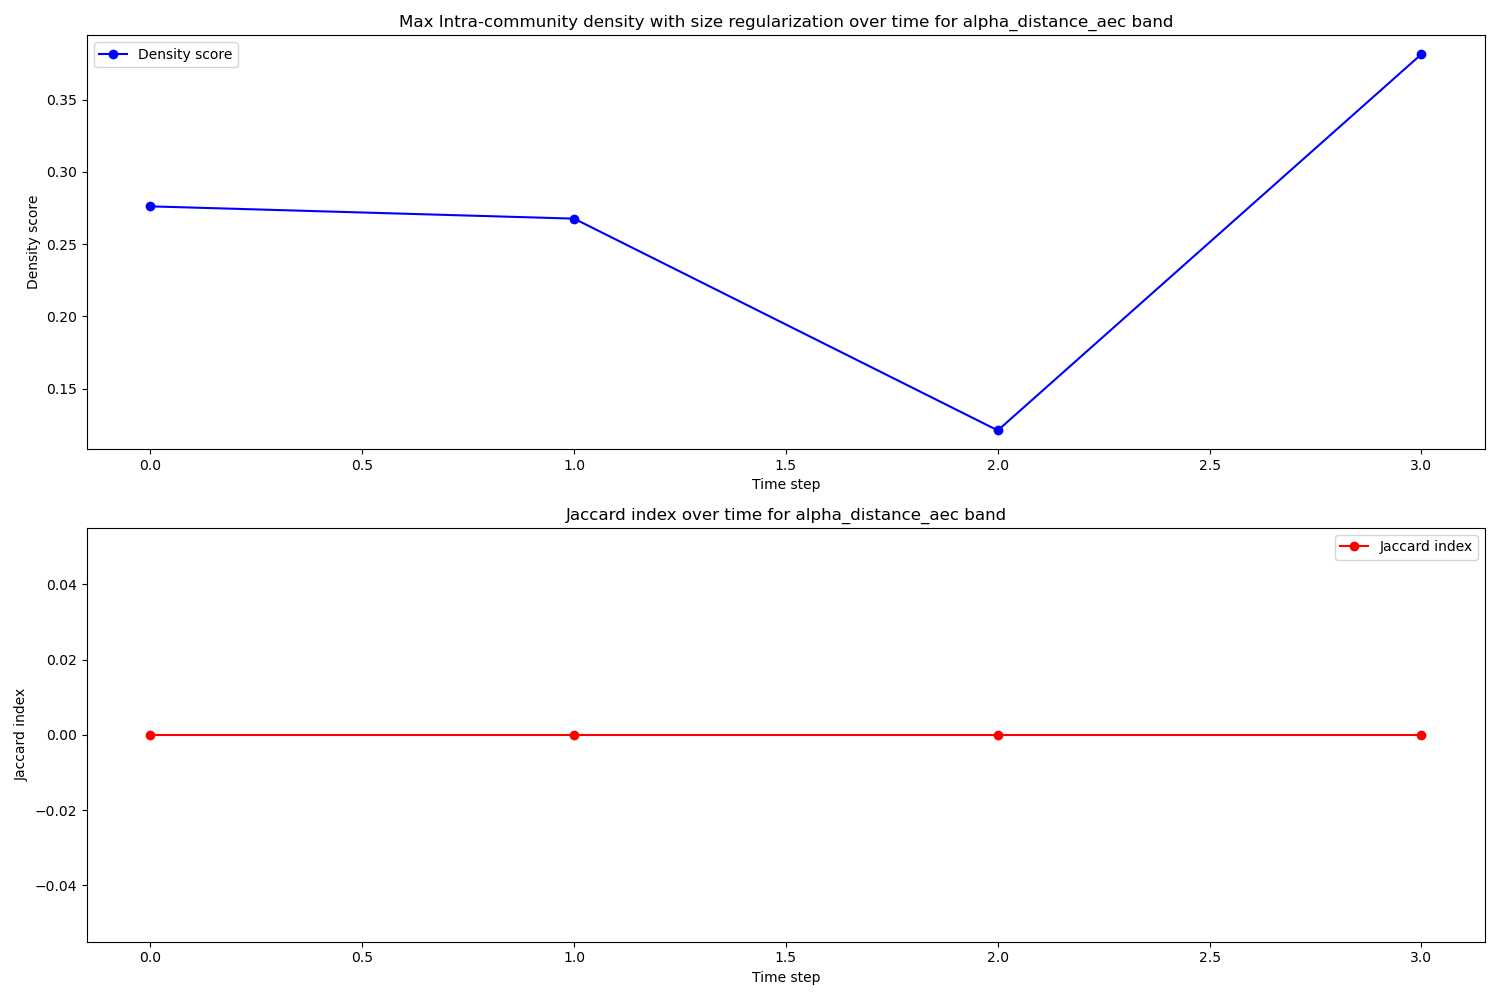 Max Intra-community density with size regularization over time for alpha_distance_aec band
Density score
0.35
0.30
0.25
0.20
0.15
Density score
0.0 0.5 1.0 1.5 2.0 2.5 3.0
Time step
Jaccard index over time for alpha_distance_aec band
Jaccard index
0.04
0.02
0.00
−0.02
−0.04
Jaccard index
0.0 0.5 1.0 1.5 2.0 2.5 3.0
Time step